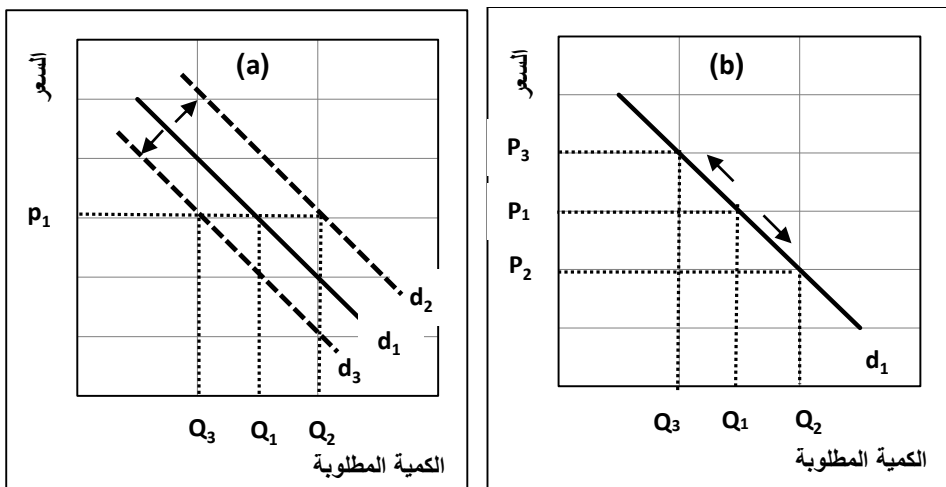 (a)
السعر
p₁
d₂
d₁
d₃
Q₃ Q₁ Q₂
الكمية المطلوبة
(b)
السعر
P₃
P₁
P₂
d₁
Q₃ Q₁ Q₂
الكمية المطلوبة